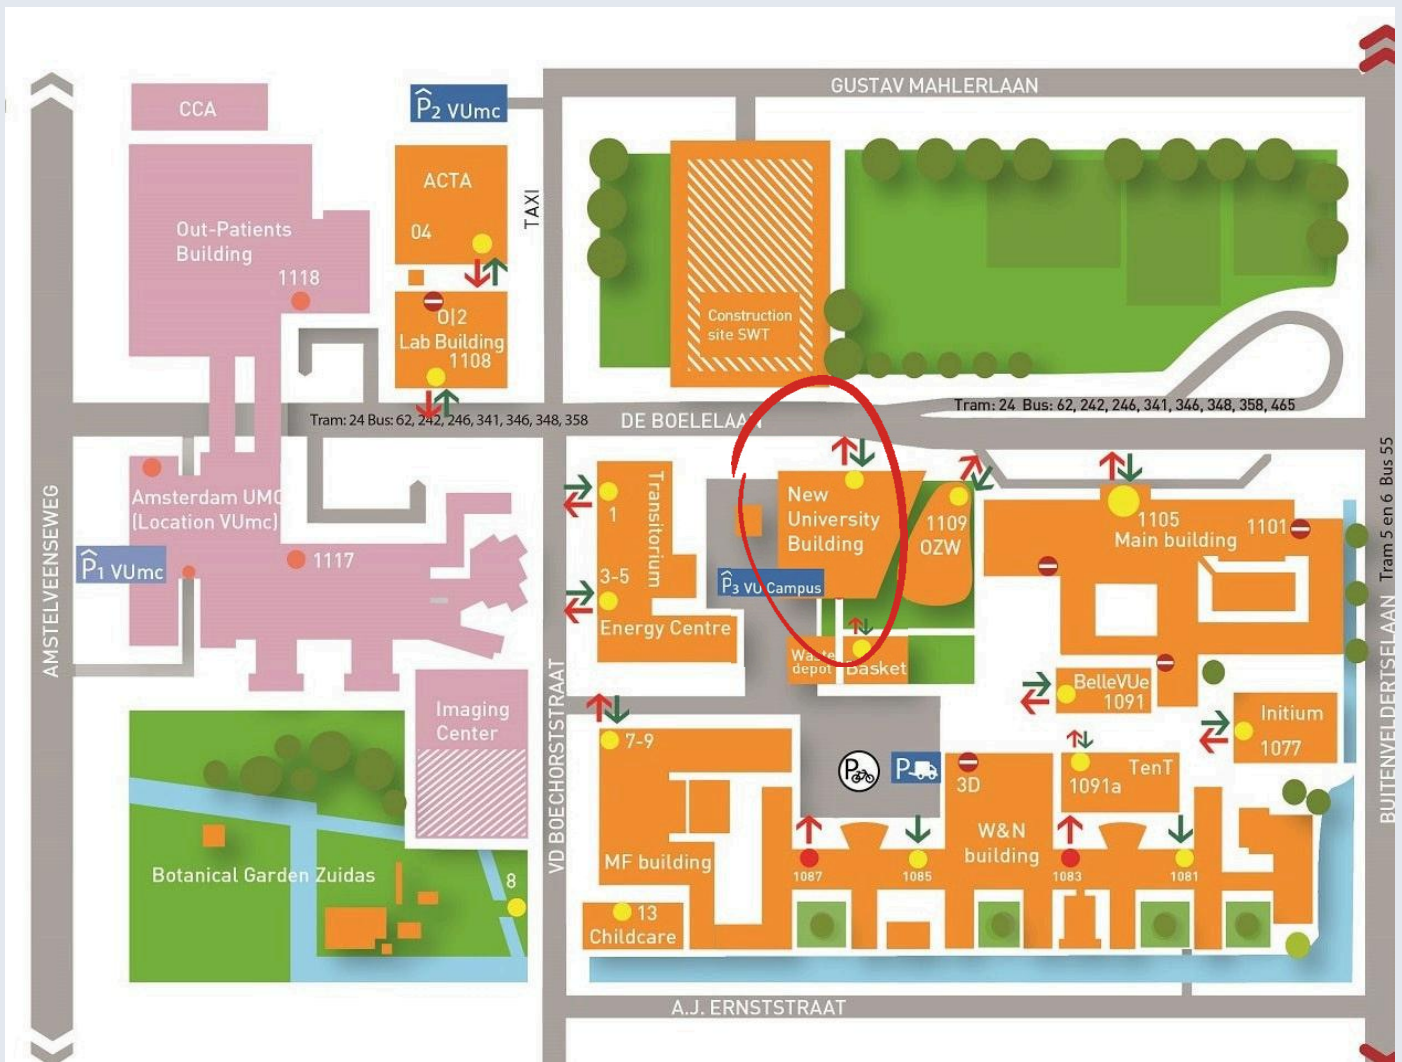 GUSTAV MAHLERLAAN
CCA
P2 VUmc
ACTA
04
TAXI
Out-Patients
Building
1118
O|2
Lab Building
1108
Construction
site SWT
Tram: 24 Bus: 62, 242, 246, 341, 346, 348, 358
DE BOELELAAN
Tram: 24 Bus: 62, 242, 246, 341, 346, 348, 358, 465
AMSTELVEENSEWEG
Amsterdam UMC
(Location VUmc)
P1 VUmc
1117
Transitorium
1
3-5
Energy Centre
New
University
Building
P3 VU Campus
1109
OZW
Waste
depot
Basket
1105
Main building
1101
Tram 5 en 6 Bus 55
BUITENVELDERTSELAAN
BelleVUe
1091
Initium
1077
Imaging
Center
VD BOECHORSTSTRAAT
7-9
P
P
3D
TenT
1091a
W&N
building
MF building
1087
1085
1083
1081
Botanical Garden Zuidas
8
13
Childcare
A.J. ERNSTSTRAAT